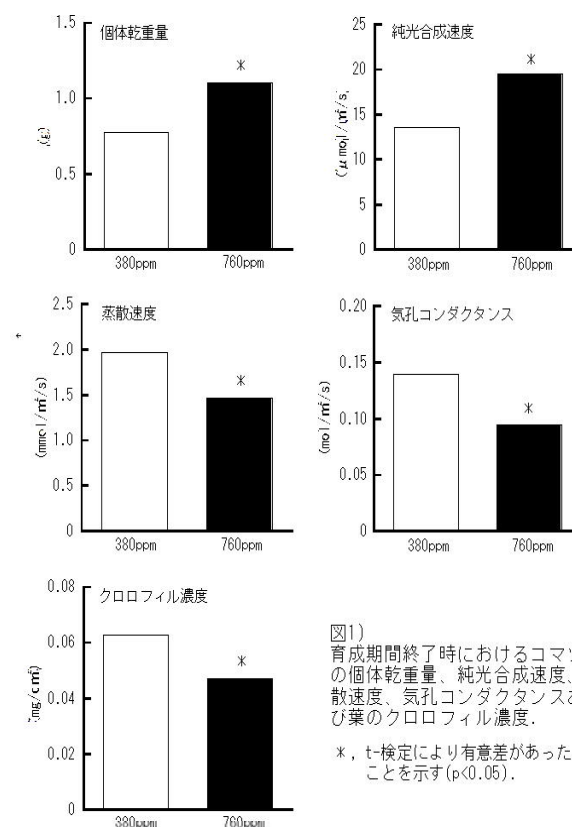 個体乾重量
1.5
1.0
0.5
0
(g)
380ppm
760ppm
*
純光合成速度
25
20
15
10
5
0
(μmol/㎡/s)
380ppm
760ppm
*
蒸散速度
2.5
2.0
1.5
1.0
0.5
0
(mmol/㎡/s)
380ppm
760ppm
*
気孔コンダクタンス
0.20
0.15
0.10
0.05
0
(mol/㎡/s)
380ppm
760ppm
*
クロロフィル濃度
0.08
0.06
0.04
0.02
0
(mg/c㎡)
380ppm
760ppm
*
図1)
育成期間終了時におけるコマツ
の個体乾重量、純光合成速度、
散速度、気孔コンダクタンスお
び葉のクロロフィル濃度.
*, t-検定により有意差があった
ことを示す(p<0.05).